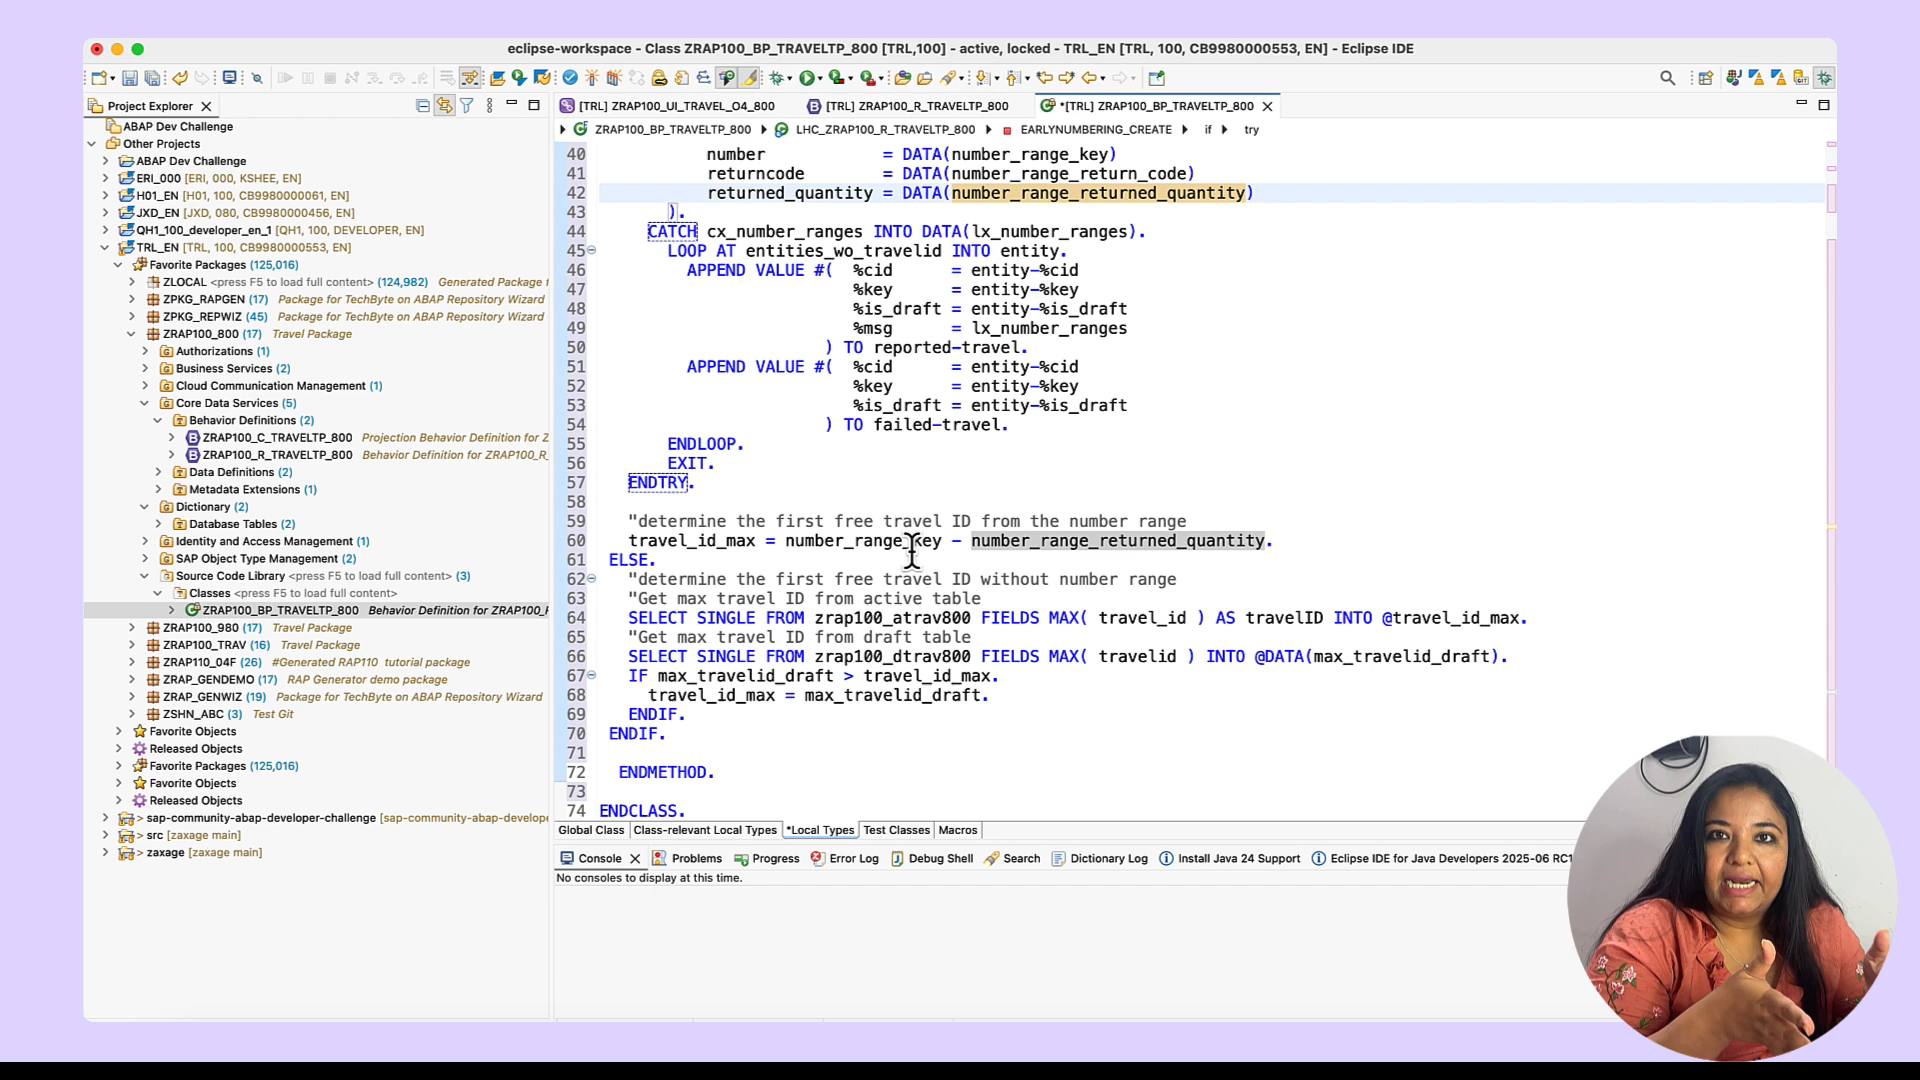 eclipse-workspace - Class ZRAP100_BP_TRAVELTP_800 [TRL,100] - active, locked - TRL_EN [TRL, 100, CB9980000553, EN] - Eclipse IDE
Project Explorer
ABAP Dev Challenge
Other Projects
ABAP Dev Challenge
ERI_000 [ERI, 000, KSHEE, EN]
H01_EN [H01, 100, CB9980000061, EN]
JXD_EN [JXD, 080, CB9980000456, EN]
QH1_100_developer_en_1 [QH1, 100, DEVELOPER, EN]
TRL_EN [TRL, 100, CB9980000553, EN]
Favorite Packages (125,016)
ZLOCAL <press F5 to load full content> (124,982) Generated Package f
ZPKG_RAPGEN (17) Package for TechByte on ABAP Repository Wizard
ZPKG_REPWIZ (45) Package for TechByte on ABAP Repository Wizard
ZRAP100_800 (17) Travel Package
Authorizations (1)
Business Services (2)
Cloud Communication Management (1)
Core Data Services (5)
Behavior Definitions (2)
ZRAP100_C_TRAVELTP_800 Projection Behavior Definition for Z
ZRAP100_R_TRAVELTP_800 Behavior Definition for ZRAP100_R_
Data Definitions (2)
Metadata Extensions (1)
Dictionary (2)
Database Tables (2)
Identity and Access Management (1)
SAP Object Type Management (2)
Source Code Library <press F5 to load full content> (3)
Classes <press F5 to load full content> (1)
ZRAP100_BP_TRAVELTP_800 Behavior Definition for ZRAP100_R
ZRAP100_980 (17) Travel Package
ZRAP100_TRAV (16) Travel Package
ZRAP110_04F (26) #Generated RAP110 tutorial package
ZRAP_GENDEMO (17) RAP Generator demo package
ZRAP_GENWIZ (19) Package for TechByte on ABAP Repository Wizard
ZSHN_ABC (3) Test Git
Favorite Objects
Released Objects
Favorite Packages (125,016)
Favorite Objects
Released Objects
> sap-community-abap-developer-challenge [sap-community-abap-develope
> src (zaxage main)
> zaxage [zaxage main]
[TRL] ZRAP100_UI_TRAVEL_O4_800 [TRL] ZRAP100_R_TRAVELTP_800 *[TRL] ZRAP100_BP_TRAVELTP_800
ZRAP100_BP_TRAVELTP_800 LHC_ZRAP100_R_TRAVELTP_800 EARLYNUMBERING_CREATE if try
40 number = DATA(number_range_key)
41 returncode = DATA(number_range_return_code)
42 returned_quantity = DATA(number_range_returned_quantity)
43 ).
44 CATCH cx_number_ranges INTO DATA(lx_number_ranges).
45 LOOP AT entities_wo_travelid INTO entity.
46 APPEND VALUE #( %cid = entity-%cid
47 %key = entity-%key
48 %is_draft = entity-%is_draft
49 %msg = lx_number_ranges
50 ) TO reported-travel.
51 APPEND VALUE #( %cid = entity-%cid
52 %key = entity-%key
53 %is_draft = entity-%is_draft
54 ) TO failed-travel.
55 ENDLOOP.
56 EXIT.
57 ENDTRY.
58
59 "determine the first free travel ID from the number range
60 travel_id_max = number_range_key - number_range_returned_quantity.
61 ELSE.
62 "determine the first free travel ID without number range
63 "Get max travel ID from active table
64 SELECT SINGLE FROM zrap100_atrav800 FIELDS MAX( travel_id ) AS travelID INTO @travel_id_max.
65 "Get max travel ID from draft table
66 SELECT SINGLE FROM zrap100_dtrav800 FIELDS MAX( travelid ) INTO @DATA(max_travelid_draft).
67 IF max_travelid_draft > travel_id_max.
68 travel_id_max = max_travelid_draft.
69 ENDIF.
70 ENDIF.
71
72 ENDMETHOD.
73
74 ENDCLASS.
Global Class Class-relevant Local Types *Local Types Test Classes Macros
Console Problems Progress Error Log Debug Shell Search Dictionary Log Install Java 24 Support Eclipse IDE for Java Developers 2025-06 RC1
No consoles to display at this time.